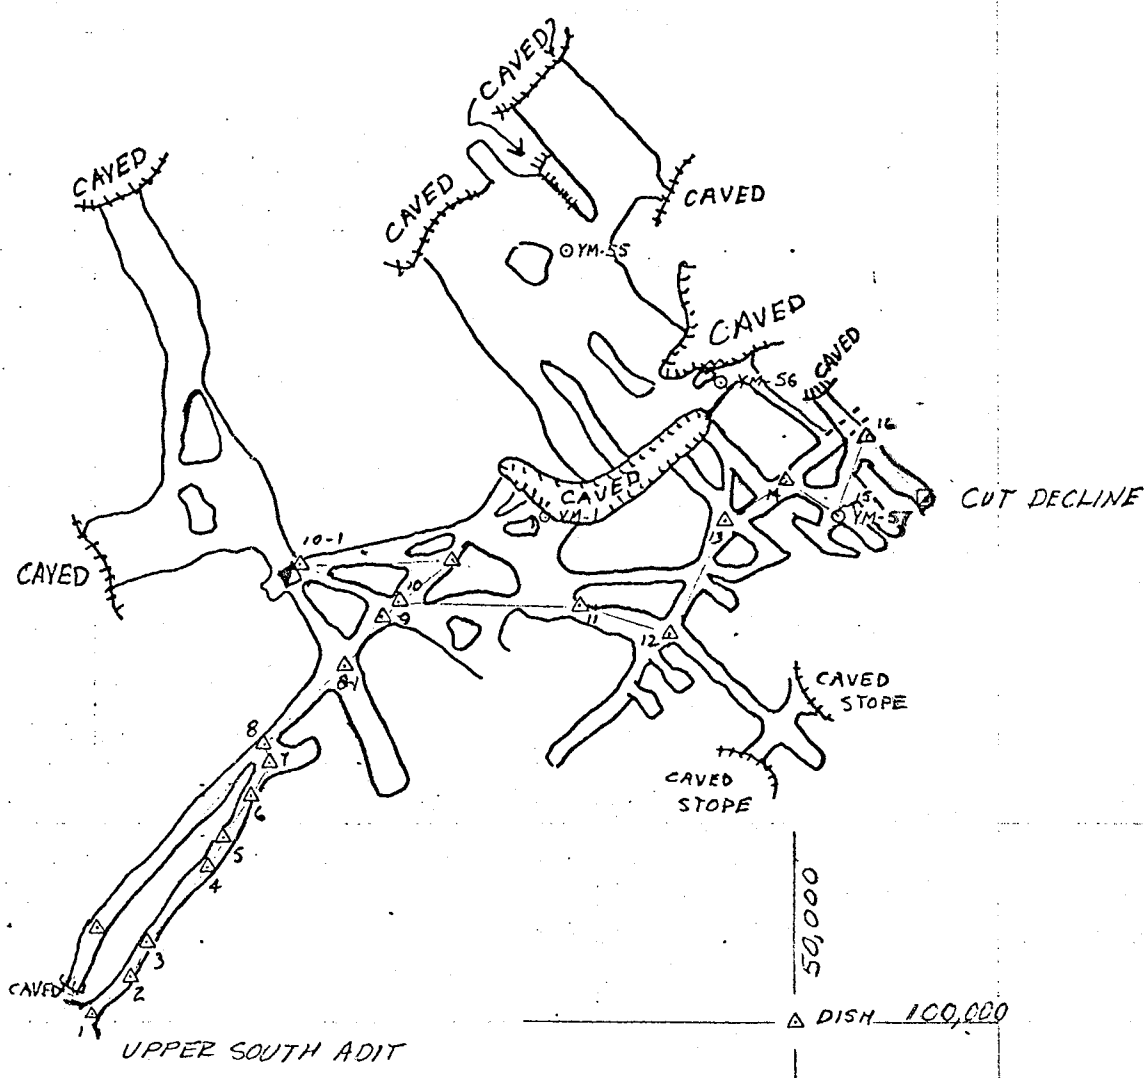 CAVED?
CAVED
CAVED
CAVED
YM-55
CAVED
CAVED
YM-56
16
CAVED
14
CUT DECLINE
YM-1
15
YM-57
13
10-1
CAVED
10
9
11
12
8-1
CAVED
STOPE
8
7
CAVED
STOPE
6
5
4
50,000
3
CAVED
2
1
DISH 100,000
UPPER SOUTH ADIT